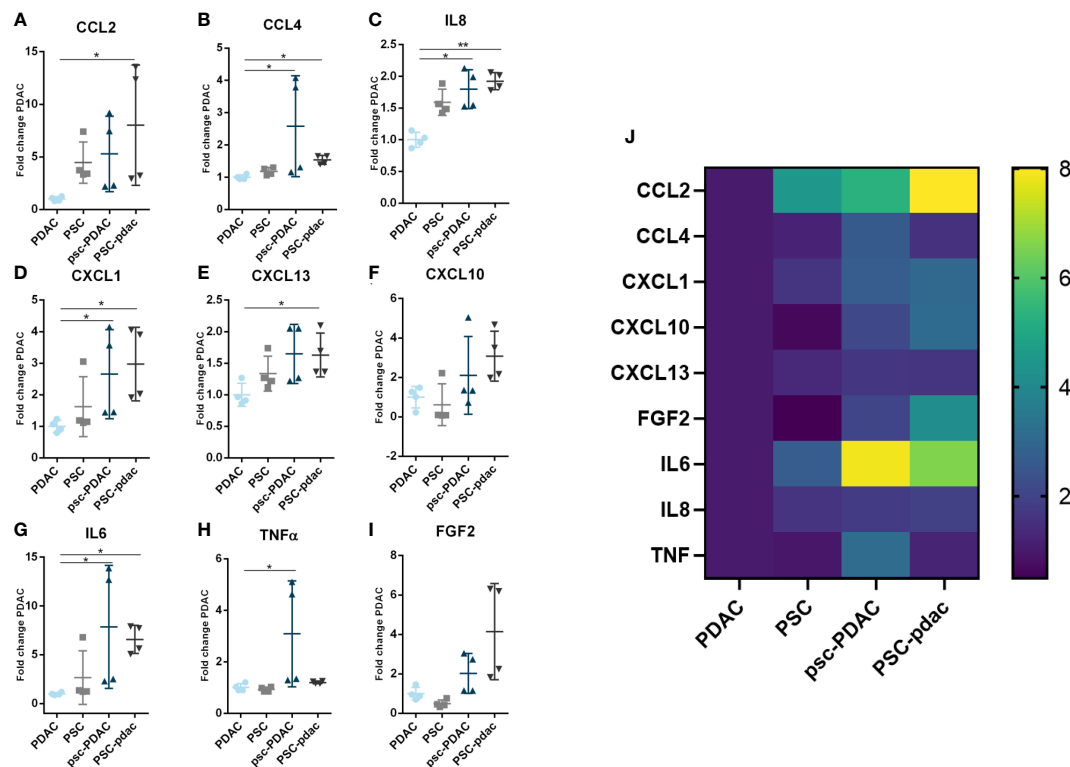 A
CCL2
Fold change PDAC
15
10
5
0
*
PDAC
PSC
psc-PDAC
PSC-pdac
B
CCL4
Fold change PDAC
5
4
3
2
1
0
*
*
PDAC
PSC
psc-PDAC
PSC-pdac
C
IL8
Fold change PDAC
2.5
2.0
1.5
1.0
0.5
0.0
**
*
PDAC
PSC
psc-PDAC
PSC-pdac
D
CXCL1
Fold change PDAC
5
4
3
2
1
0
*
*
PDAC
PSC
psc-PDAC
PSC-pdac
E
CXCL13
Fold change PDAC
2.5
2.0
1.5
1.0
0.5
0.0
*
PDAC
PSC
psc-PDAC
PSC-pdac
F
CXCL10
Fold change PDAC
6
4
2
0
-2
PDAC
PSC
psc-PDAC
PSC-pdac
G
IL6
Fold change PDAC
15
10
5
0
*
*
PDAC
PSC
psc-PDAC
PSC-pdac
H
TNFα
Fold change PDAC
6
4
2
0
*
PDAC
PSC
psc-PDAC
PSC-pdac
I
FGF2
Fold change PDAC
8
6
4
2
0
PDAC
PSC
psc-PDAC
PSC-pdac
J
CCL2
CCL4
CXCL1
CXCL10
CXCL13
FGF2
IL6
IL8
TNF
PDAC
PSC
psc-PDAC
PSC-pdac
8
6
4
2